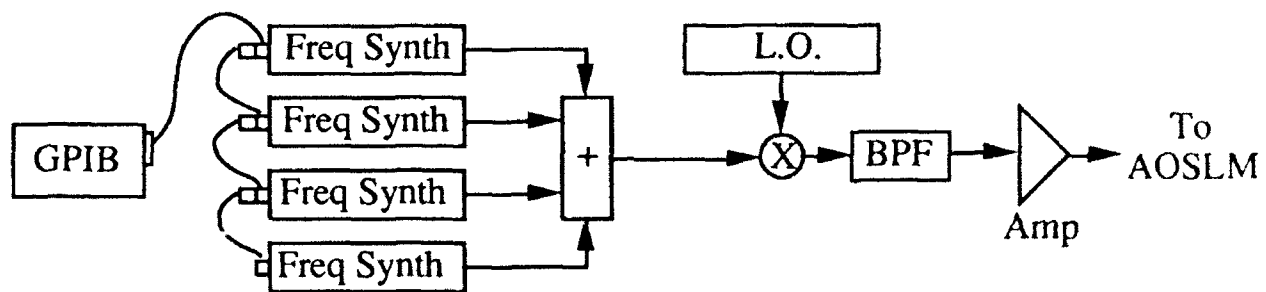 Freq Synth
L.O.
Freq Synth
GPIB
+
X
BPF
To
AOSLM
Freq Synth
Amp
Freq Synth